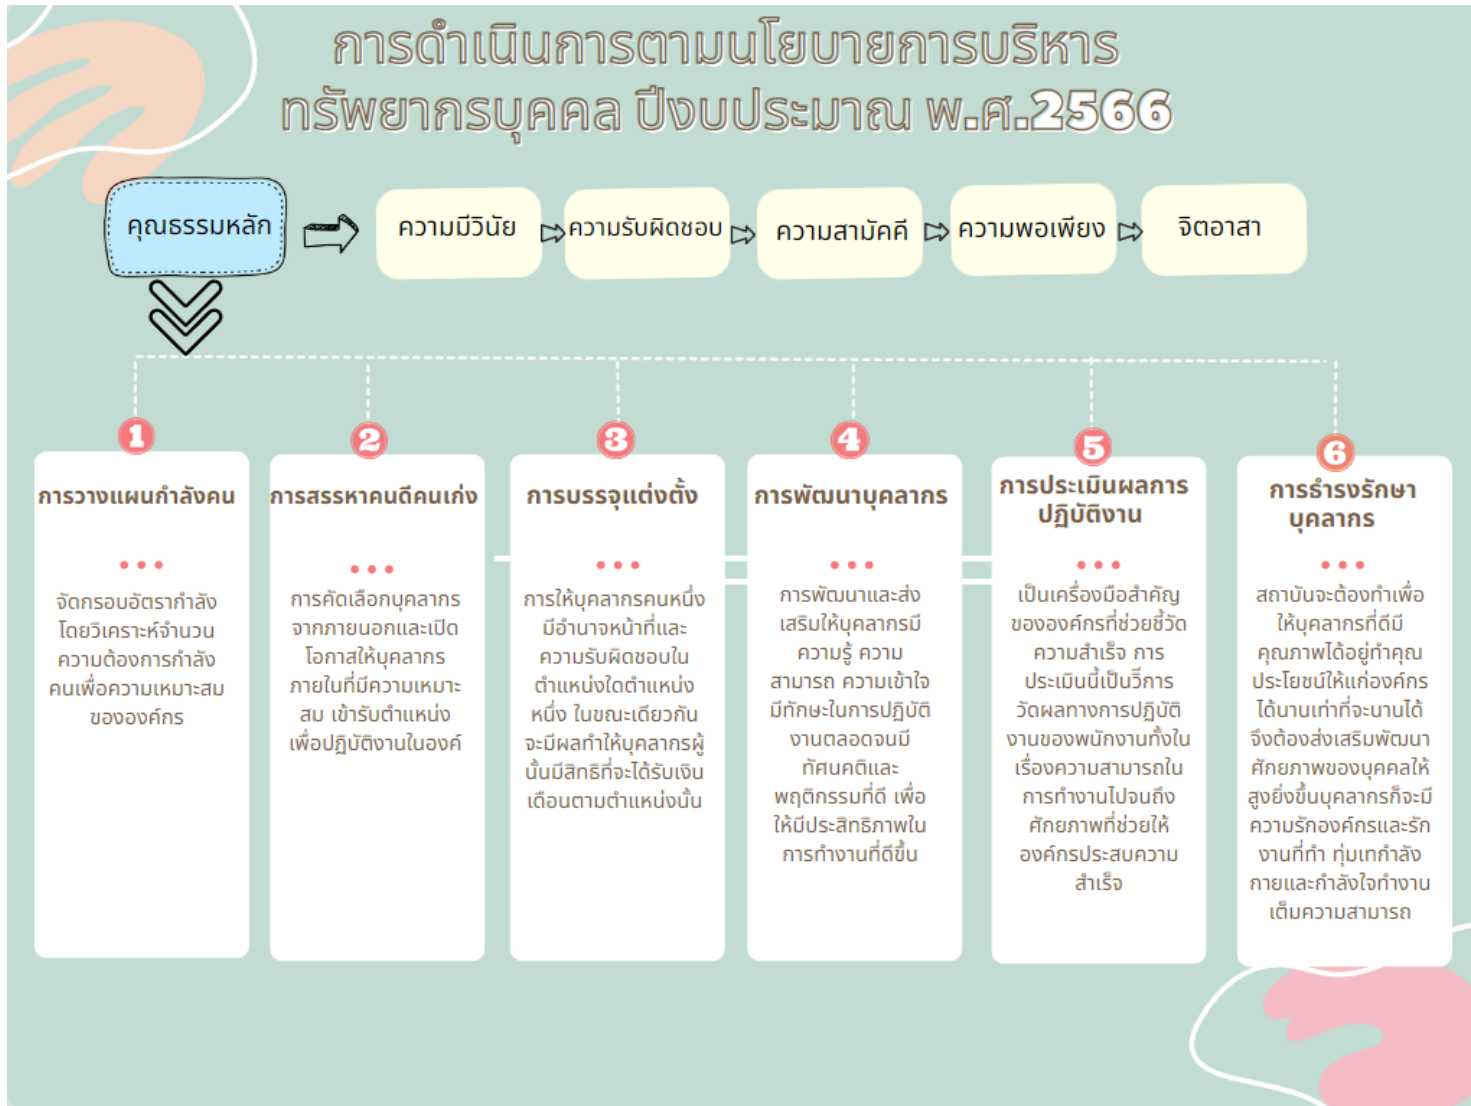 การดำเนินการตามนโยบายการบริหาร
ทรัพยากรบุคคล ปีงบประมาณ พ.ศ.2566
คุณธรรมหลัก
ความมีวินัย
ความรับผิดชอบ
ความสามัคคี
ความพอเพียง
จิตอาสา
1
การวางแผนกำลังคน
จัดกรอบอัตรากำลัง
โดยวิเคราะห์จำนวน
ความต้องการกำลัง
คนเพื่อความเหมาะสม
ขององค์กร
2
การสรรหาคนดีคนเก่ง
การคัดเลือกบุคลากร
จากภายนอกและเปิด
โอกาสให้บุคลากร
ภายในที่มีความเหมาะ
สม เข้ารับตำแหน่ง
เพื่อปฏิบัติงานในองค์
3
การบรรจุแต่งตั้ง
การให้บุคลากรคนหนึ่ง
มีอำนาจหน้าที่และ
ความรับผิดชอบใน
ตำแหน่งใดตำแหน่ง
หนึ่ง ในขณะเดียวกัน
จะมีผลทำให้บุคลากรผู้
นั้นมีสิทธิที่จะได้รับเงิน
เดือนตามตำแหน่งนั้น
4
การพัฒนาบุคลากร
การพัฒนาและส่ง
เสริมให้บุคลากรมี
ความรู้ ความ
สามารถ ความเข้าใจ
มีทักษะในการปฏิบัติ
งานตลอดจนมี
ทัศนคติและ
พฤติกรรมที่ดี เพื่อ
ให้มีประสิทธิภาพใน
การทำงานที่ดีขึ้น
5
การประเมินผลการ
ปฏิบัติงาน
เป็นเครื่องมือสำคัญ
ขององค์กรที่ช่วยชี้วัด
ความสำเร็จ การ
ประเมินนี้เป็นวีการ
วัดผลทางการปฏิบัติ
งานของพนักงานทั้งใน
เรื่องความสามารถใน
การทำงานไปจนถึง
ศักยภาพที่ช่วยให้
องค์กรประสบความ
สำเร็จ
6
การธำรงรักษา
บุคลากร
สถาบันจะต้องทำเพื่อ
ให้บุคลากรที่ดีมี
คุณภาพได้อยู่ทำคุณ
ประโยชน์ให้แก่องค์กร
ได้นานเท่าที่จะนานได้
จึงต้องส่งเสริมพัฒนา
ศักยภาพของบุคคลให้
สูงยิ่งขึ้นบุคลากรก็จะมี
ความรักองค์กรและรัก
งานที่ทำ ทุ่มเทกำลัง
กายและกำลังใจทำงาน
เต็มความสามารถ